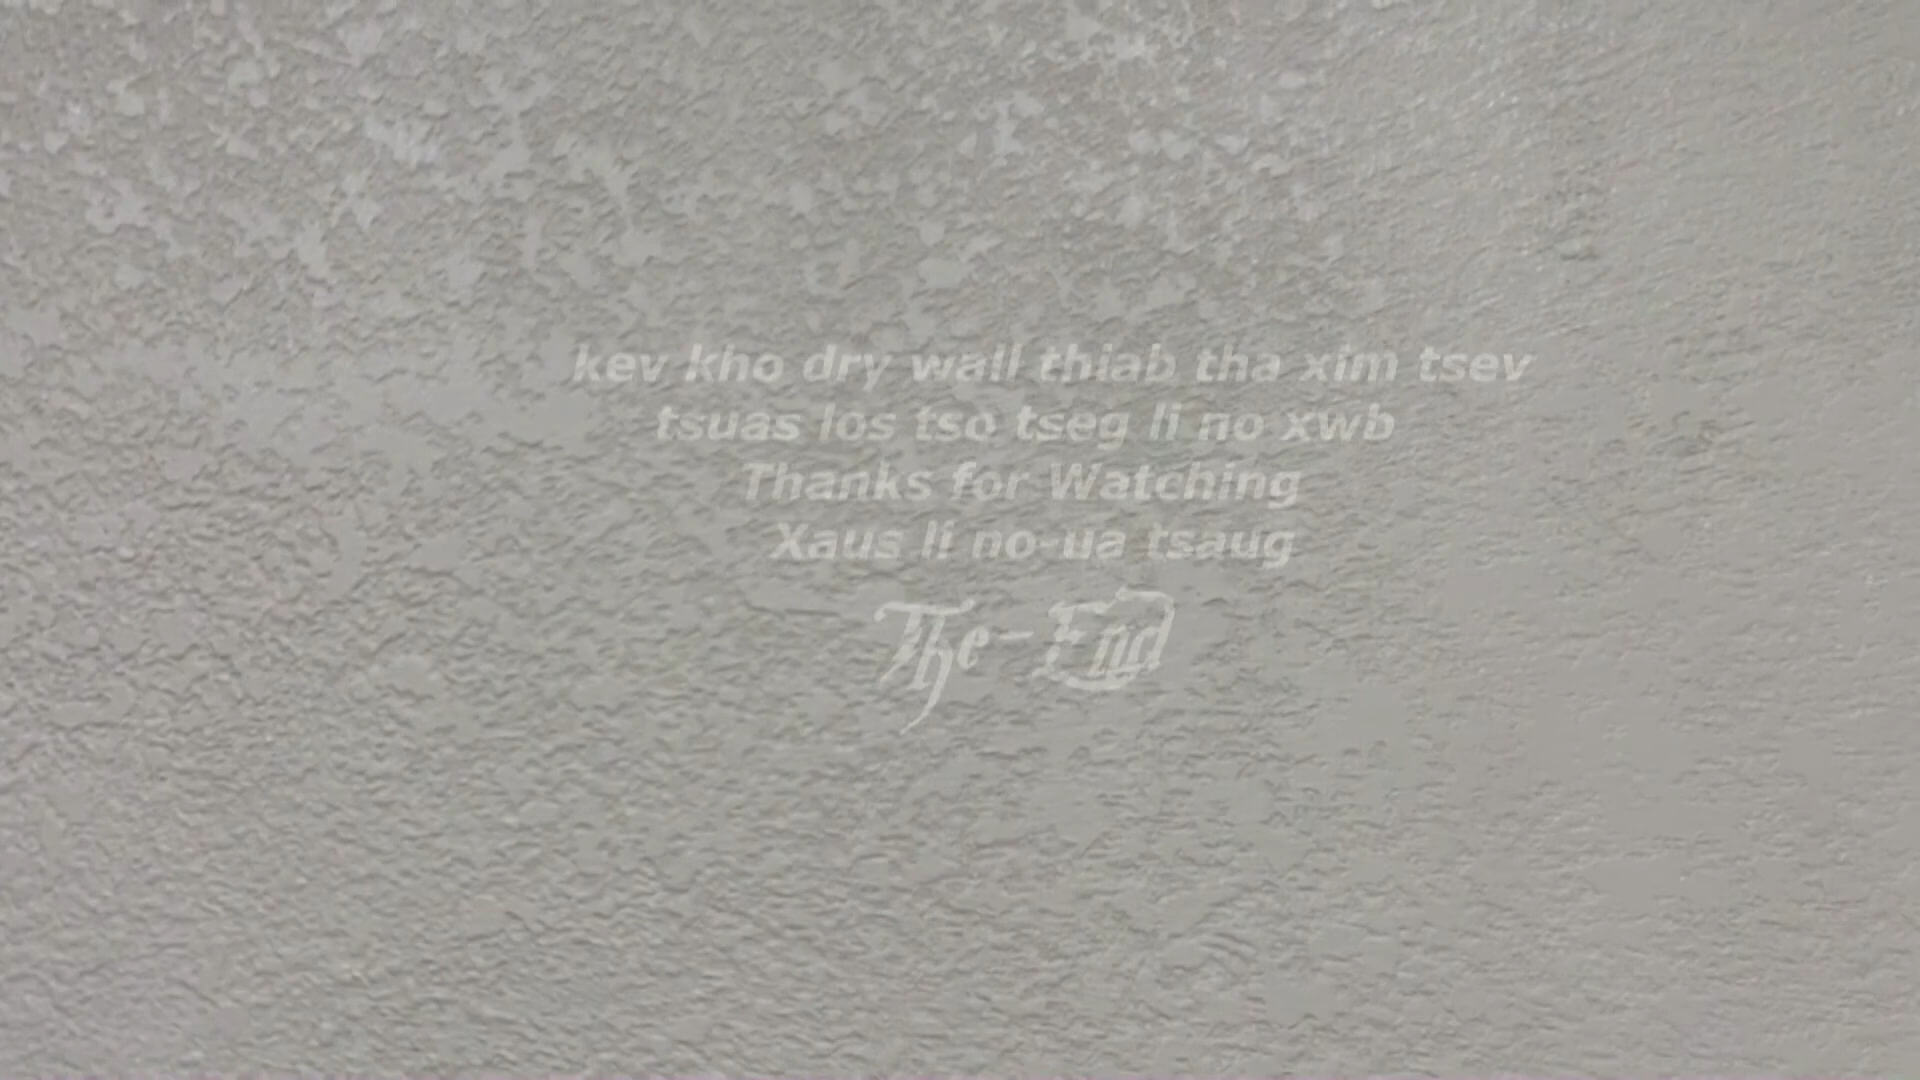 kev kho dry wall thiab tha xim tsev
tsuas los tso tseg li no xwb
Thanks for Watching
Xaus li no-ua tsaug
The-End